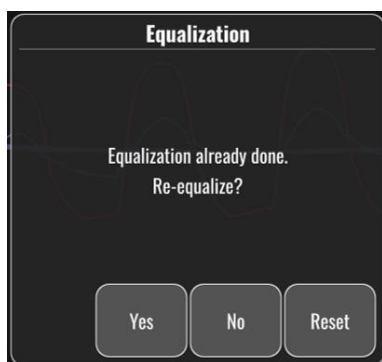 Equalization
Equalization already done.
Re-equalize?
Yes
No
Reset